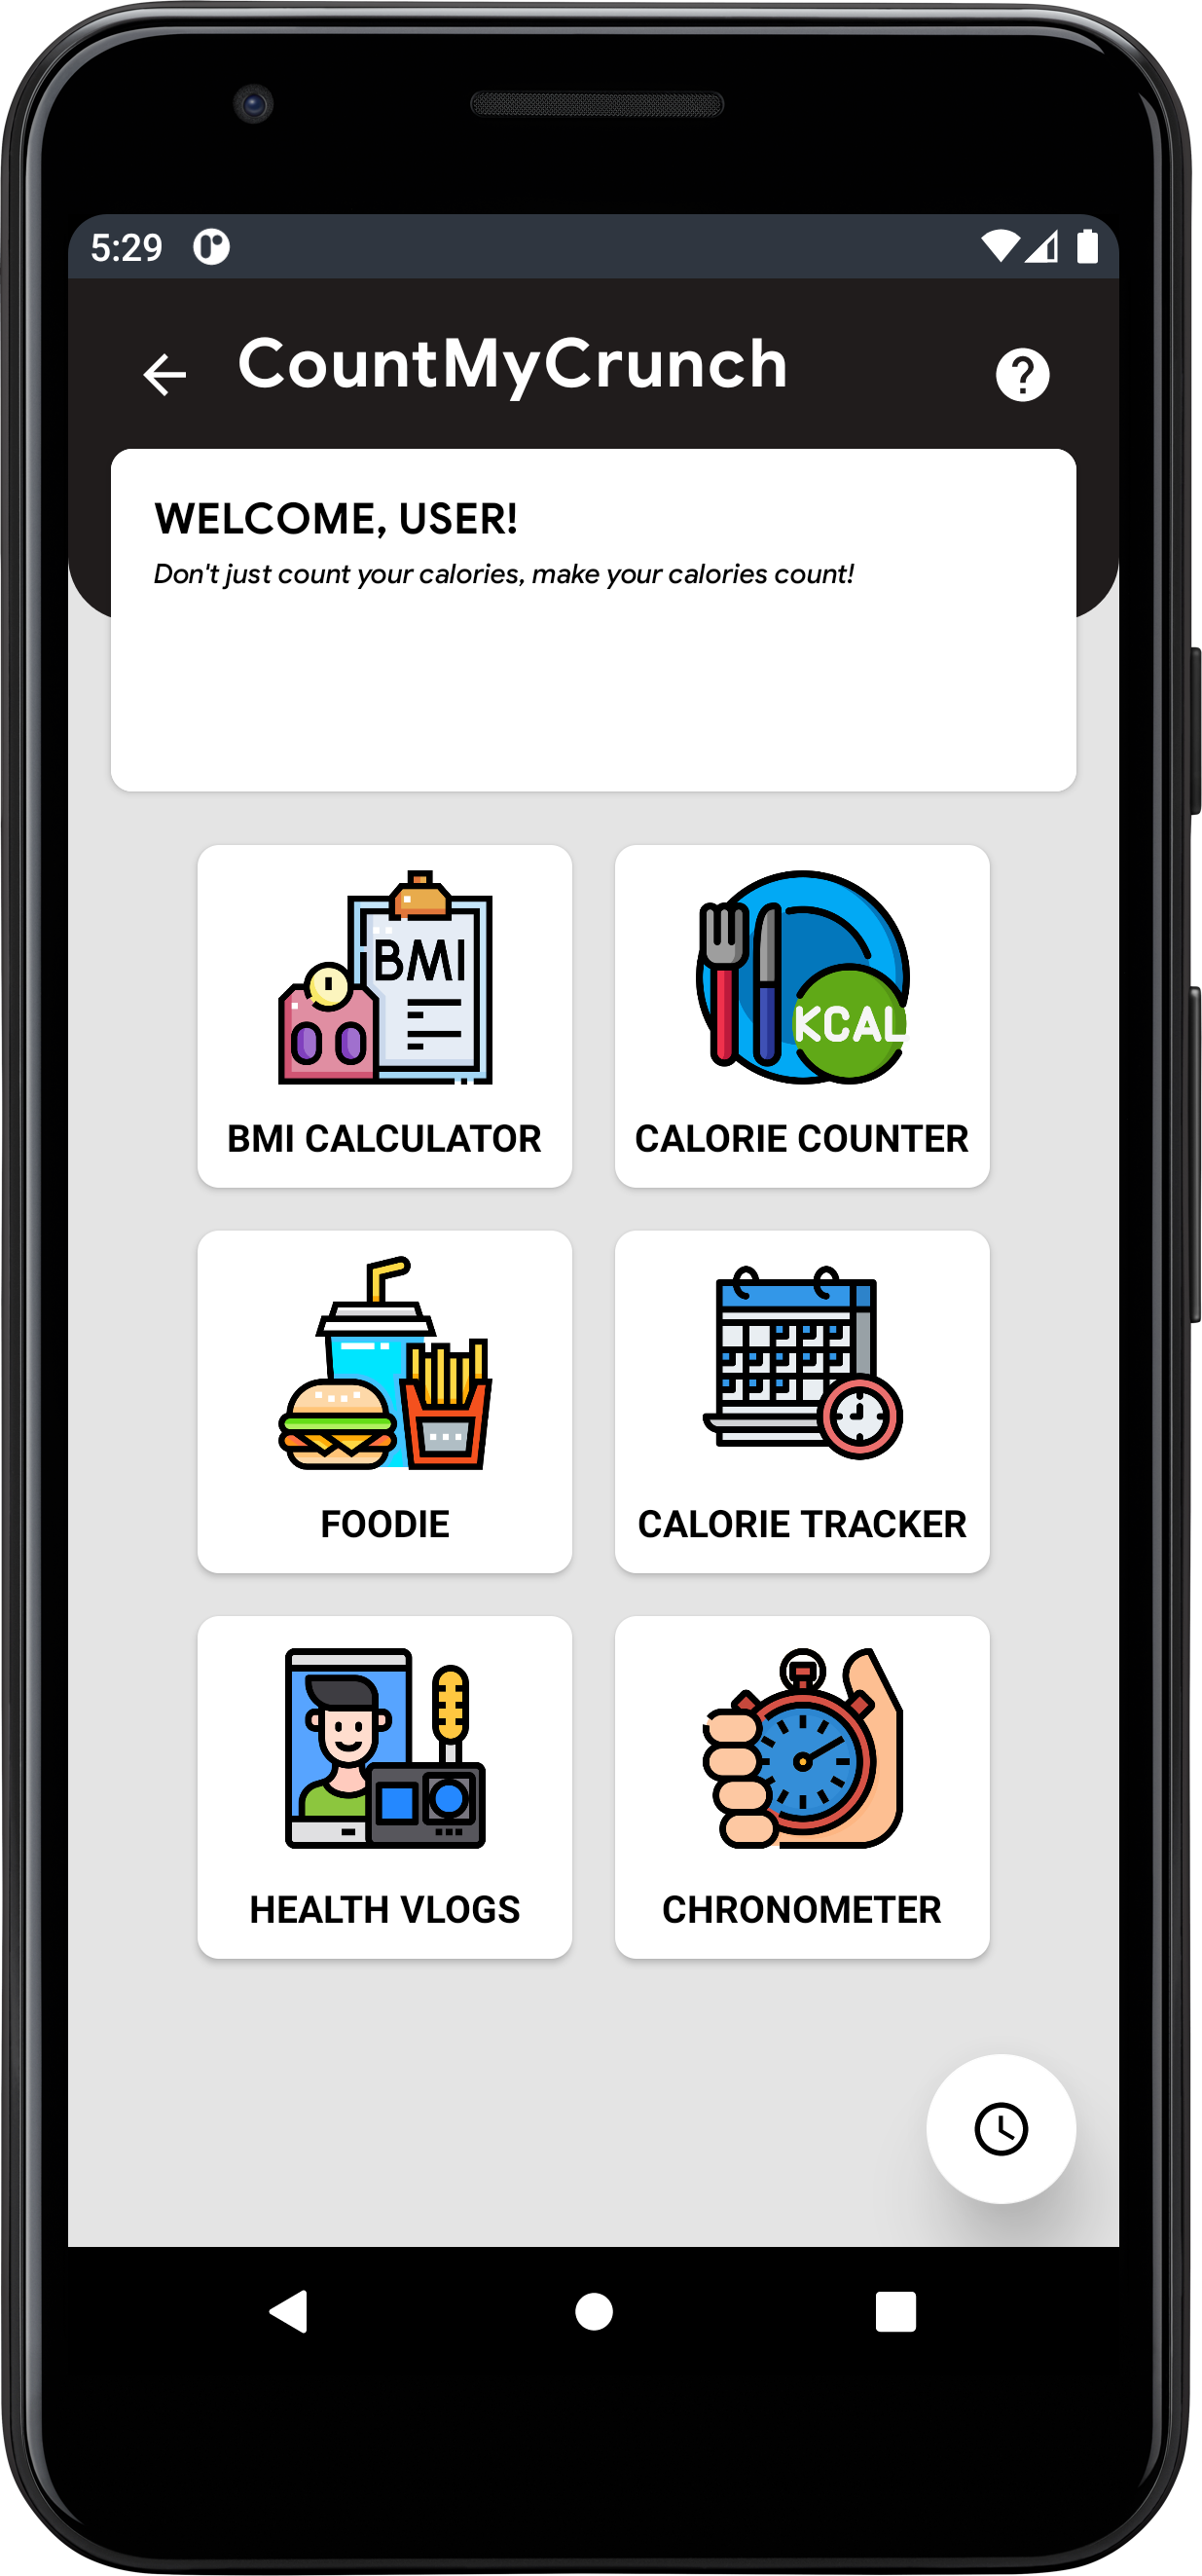 5:29
CountMyCrunch
WELCOME, USER!
Don't just count your calories, make your calories count!
BMI
KCAL
BMI CALCULATOR
CALORIE COUNTER
FOODIE
CALORIE TRACKER
HEALTH VLOGS
CHRONOMETER